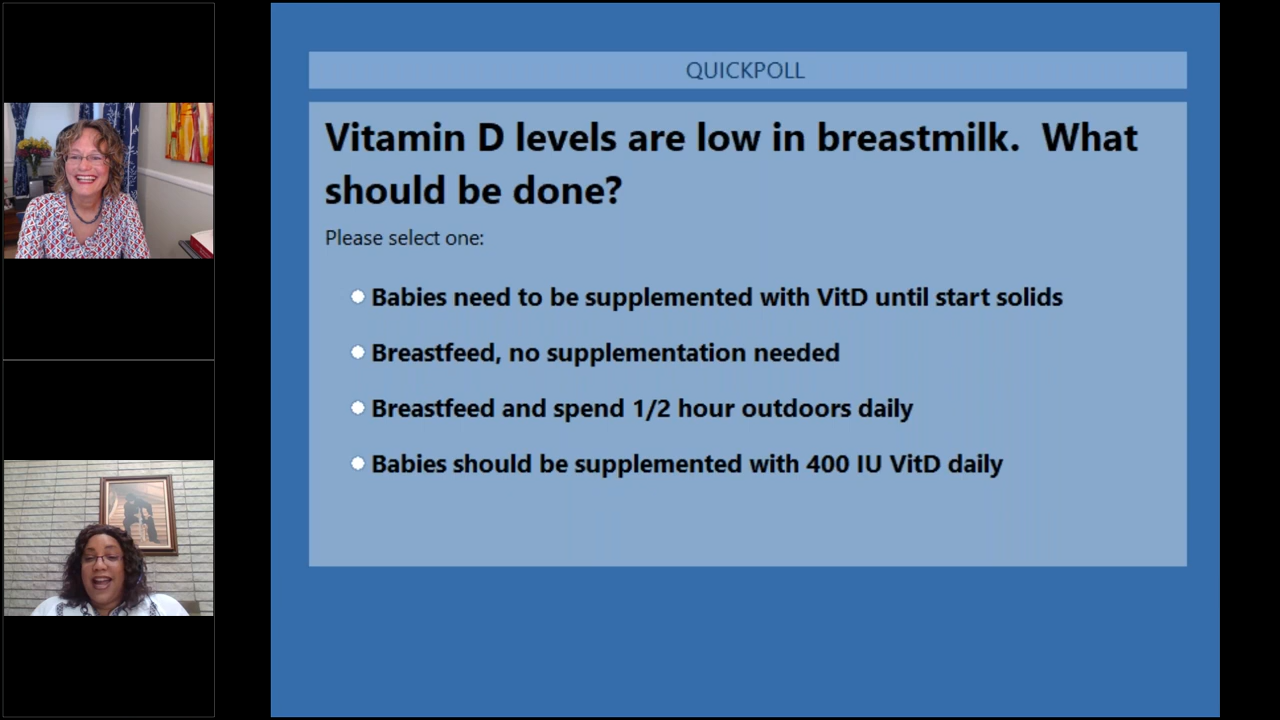 QUICKPOLL
Vitamin D levels are low in breastmilk.  What
should be done?
Please select one:
Babies need to be supplemented with VitD until start solids
Breastfeed, no supplementation needed
Breastfeed and spend 1/2 hour outdoors daily
Babies should be supplemented with 400 IU VitD daily